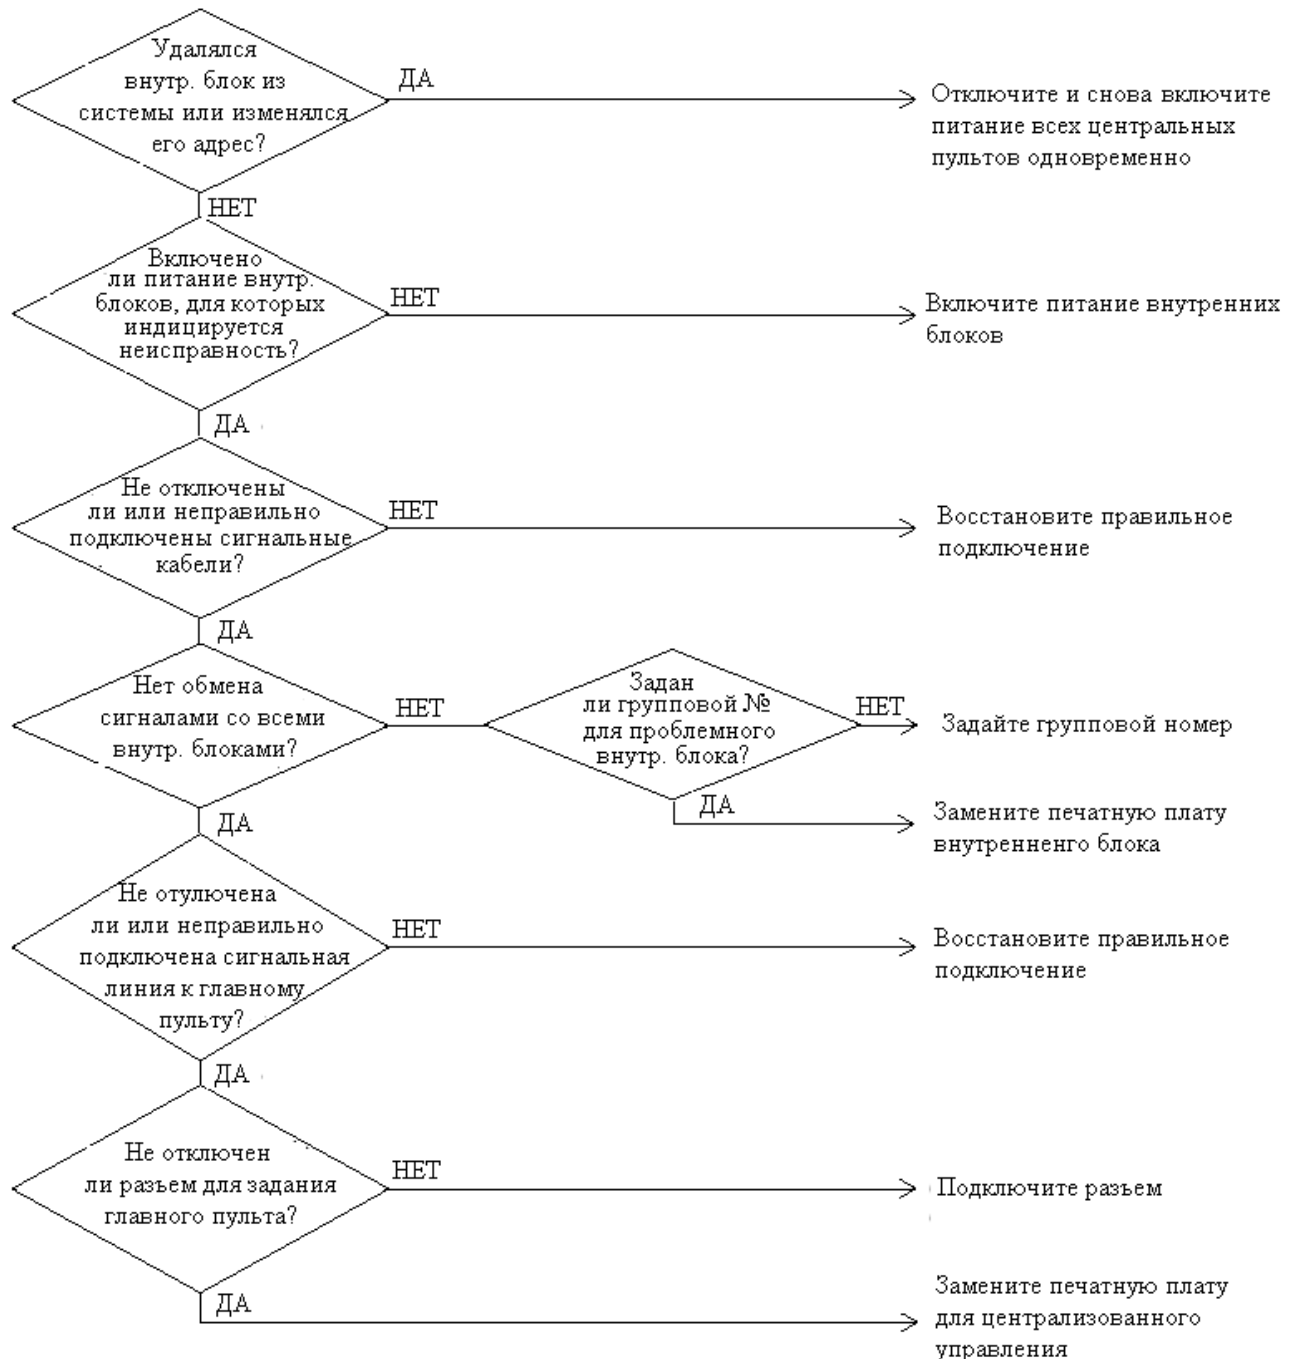 Удалялся
внутр. блок из
системы или изменялся
его адрес?
ДА
Отключите и снова включите
питание всех центральных
пультов одновременно
НЕТ
Включено
ли питание внутр.
блоков, для которых
индицируется
неисправность?
НЕТ
Включите питание внутренних
блоков
ДА
Не отключены
ли или неправильно
подключены сигнальные
кабели?
НЕТ
Восстановите правильное
подключение
ДА
Нет обмена
сигналами со всеми
внутр. блоками?
НЕТ
Задан
ли групповой №
для проблемного
внутр. блока?
НЕТ
Задайте групповой номер
ДА
Замените печатную плату
внутренненго блока
ДА
Не отулючена
ли или неправильно
подключена сигнальная
линия к главному
пульту?
НЕТ
Восстановите правильное
подключение
ДА
Не отключен
ли разъем для задания
главного пульта?
НЕТ
Подключите разъем
ДА
Замените печатную плату
для централизованного
управления